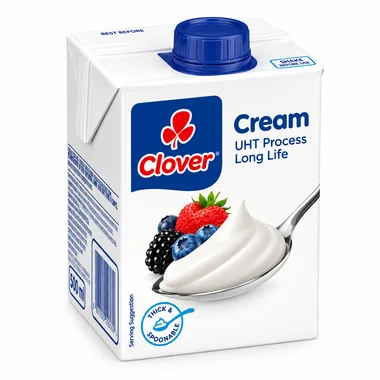 BEST BEFORE
SHAKE
BEFORE USE
Clover®
Cream
UHT Process
Long Life
THICK &
SPOONABLE
Serving Suggestion
500 ml